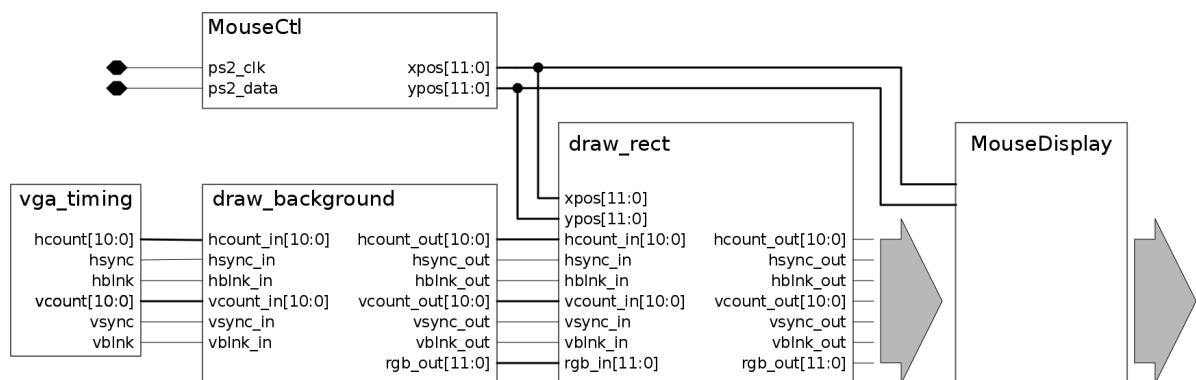 MouseCtl
ps2_clk xpos[11:0]
ps2_data ypos[11:0]
draw_rect
MouseDisplay
vga_timing draw_background
xpos[11:0]
ypos[11:0]
hcount[10:0] hcount_in[10:0] hcount_out[10:0] hcount_in[10:0] hcount_out[10:0]
hsync hsync_in hsync_out hsync_in hsync_out
hblnk hblnk_in hblnk_out hblnk_in hblnk_out
vcount[10:0] vcount_in[10:0] vcount_out[10:0] vcount_in[10:0] vcount_out[10:0]
vsync vsync_in vsync_out vsync_in vsync_out
vblnk vblnk_in vblnk_out vblnk_in vblnk_out
rgb_out[11:0] rgb_in[11:0] rgb_out[11:0]